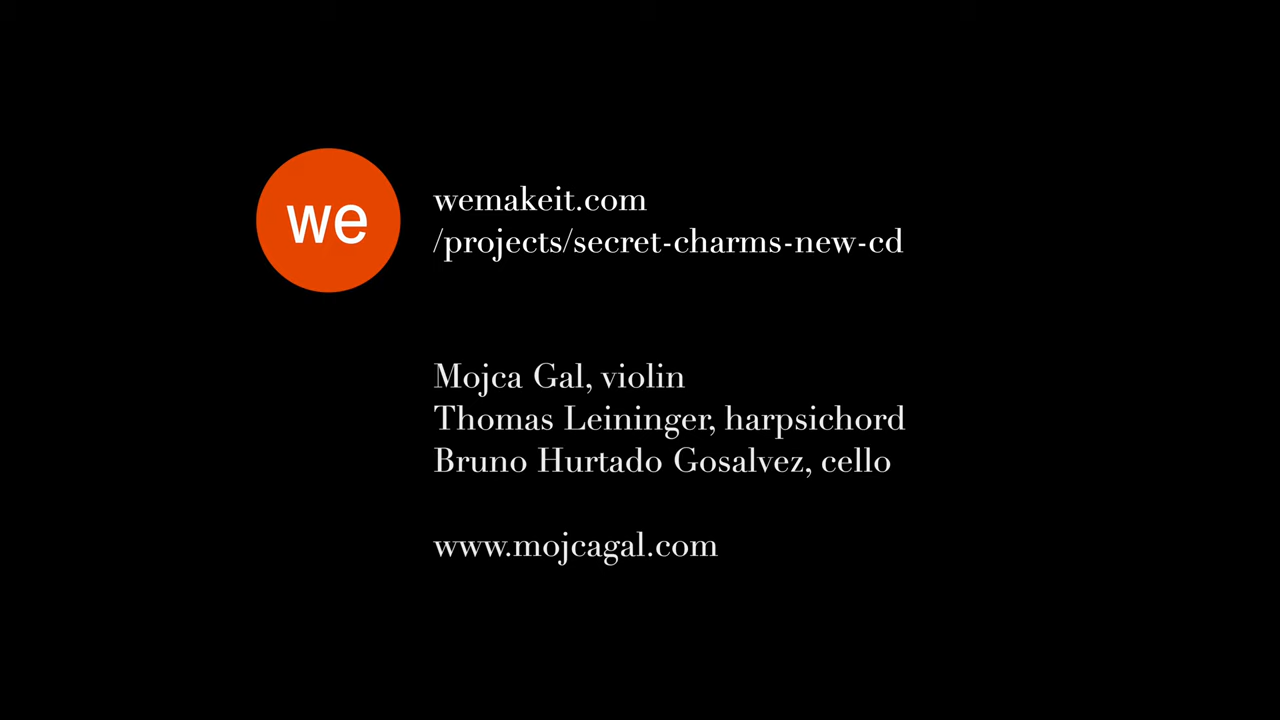 we
wemakeit.com
/projects/secret-charms-new-cd
Mojca Gal, violin
Thomas Leininger, harpsichord
Bruno Hurtado Gosalvez, cello
www.mojcagal.com